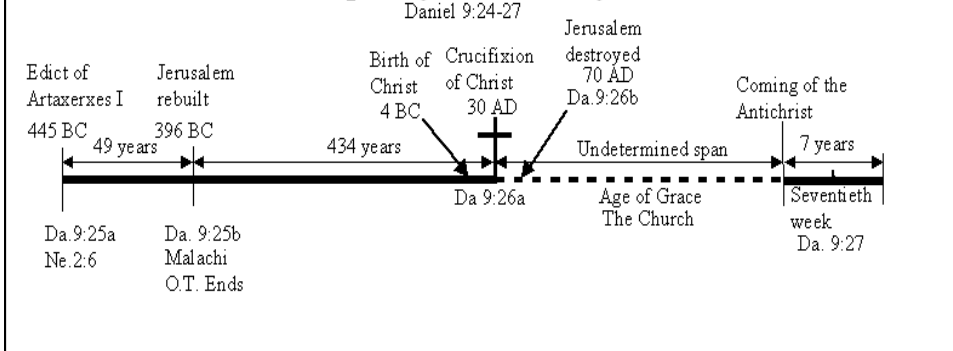 Daniel 9:24-27
Edict of
Artaxerxes I
445 BC
Jerusalem
rebuilt
396 BC
Birth of
Christ
4 BC
Crucifixion
of Christ
30 AD
Jerusalem
destroyed
70 AD
Da.9:26b
Coming of the
Antichrist
49 years
434 years
Undetermined span
7 years
Da 9:26a
Age of Grace
The Church
Seventieth
week
Da. 9:27
Da.9:25a
Ne.2:6
Da. 9:25b
Malachi
O.T. Ends